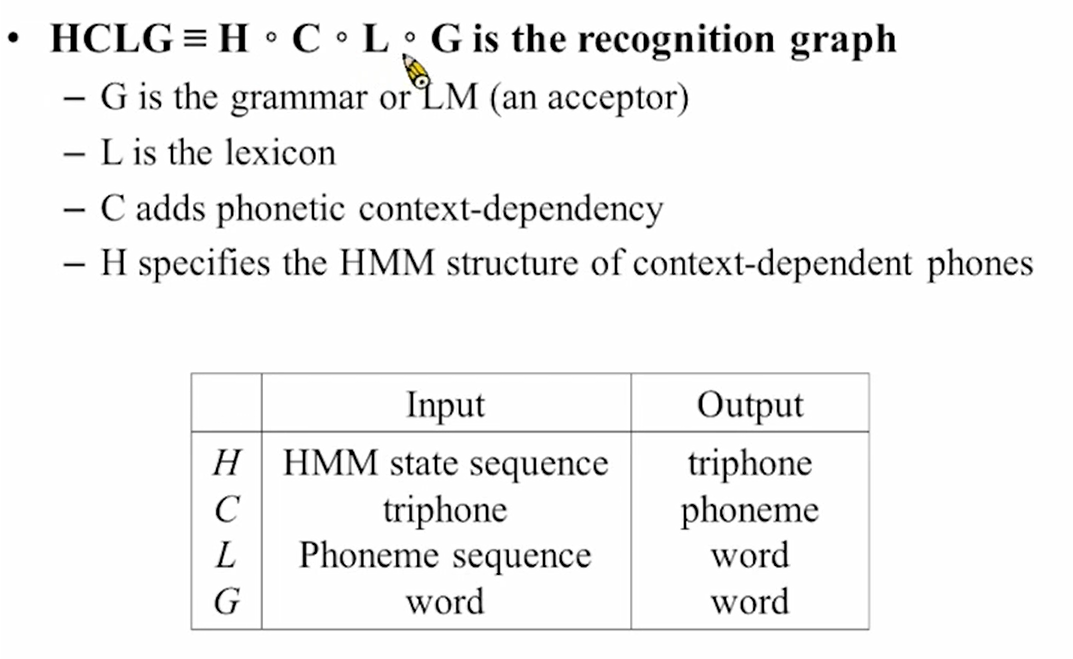 • HCLG ≡ H ∘ C ∘ L ∘ G is the recognition graph
– G is the grammar or LM (an acceptor)
– L is the lexicon
– C adds phonetic context-dependency
– H specifies the HMM structure of context-dependent phones
Input Output
H HMM state sequence triphone
C triphone phoneme
L Phoneme sequence word
G word word